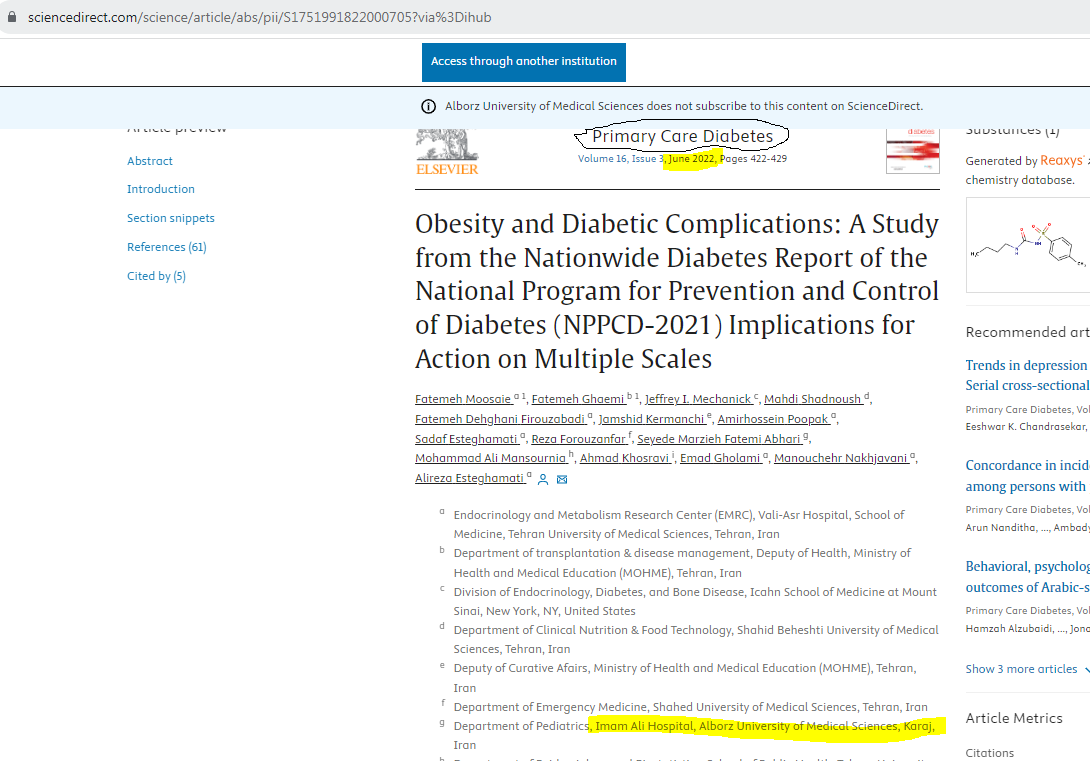 sciencedirect.com/science/article/abs/pii/S1751991822000705?via%3Dihub
Access through another institution
Alborz University of Medical Sciences does not subscribe to this content on ScienceDirect.
Article preview
Abstract
Introduction
Section snippets
References (61)
Cited by (5)
ELSEVIER
Primary Care Diabetes
Volume 16, Issue 3, June 2022, Pages 422-429
diabetes
Obesity and Diabetic Complications: A Study
from the Nationwide Diabetes Report of the
National Program for Prevention and Control
of Diabetes (NPPCD-2021) Implications for
Action on Multiple Scales
Fatemeh Moosaie a 1, Fatemeh Ghaemi b 1, Jeffrey I. Mechanick c, Mahdi Shadnoush d,
Fatemeh Dehghani Firouzabadi a, Jamshid Kermanchi e, Amirhossein Poopak a,
Sadaf Esteghamati a, Reza Forouzanfar f, Seyede Marzieh Fatemi Abhari g,
Mohammad Ali Mansournia h, Ahmad Khosravi i, Emad Gholami a, Manouchehr Nakhjavani a,
Alireza Esteghamati a
a Endocrinology and Metabolism Research Center (EMRC), Vali-Asr Hospital, School of
Medicine, Tehran University of Medical Sciences, Tehran, Iran
b Department of transplantation & disease management, Deputy of Health, Ministry of
Health and Medical Education (MOHME), Tehran, Iran
c Division of Endocrinology, Diabetes, and Bone Disease, Icahn School of Medicine at Mount
Sinai, New York, NY, United States
d Department of Clinical Nutrition & Food Technology, Shahid Beheshti University of Medical
Sciences, Tehran, Iran
e Deputy of Curative Afairs, Ministry of Health and Medical Education (MOHME), Tehran,
Iran
f Department of Emergency Medicine, Shahed University of Medical Sciences, Tehran, Iran
g Department of Pediatrics, Imam Ali Hospital, Alborz University of Medical Sciences, Karaj,
Iran
Substances (1)
Generated by Reaxys
chemistry database.
Recommended art
Trends in depression
Serial cross-sectional
Primary Care Diabetes, Vol
Eeshwar K. Chandrasekar,
Concordance in incid
among persons with
Primary Care Diabetes, Vol
Arun Nanditha, ..., Ambady
Behavioral, psycholog
outcomes of Arabic-s
Primary Care Diabetes, Vol
Hamzah Alzubaidi, ..., Jona
Show 3 more articles
Article Metrics
Citations